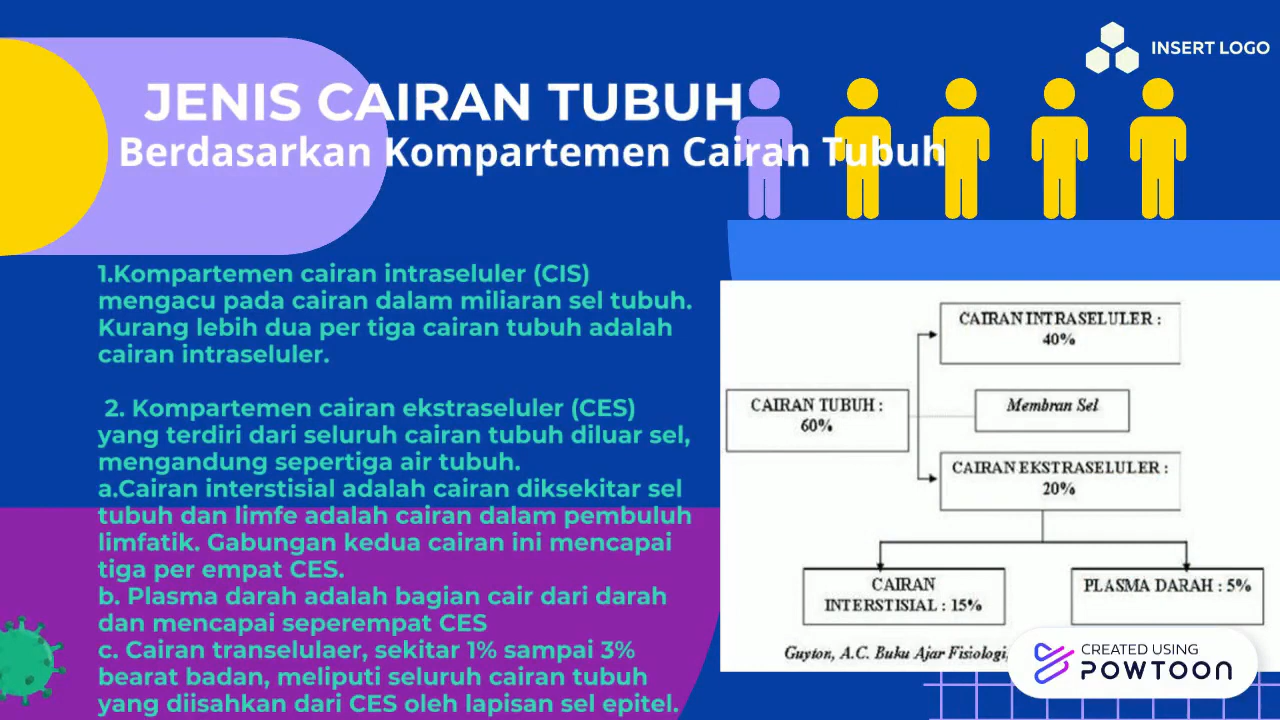 INSERT LOGO
JENIS CAIRAN TUBUH
Berdasarkan Kompartemen Cairan Tubuh
1.Kompartemen cairan intraseluler (CIS)
mengacu pada cairan dalam miliaran sel tubuh.
Kurang lebih dua per tiga cairan tubuh adalah
cairan intraseluler.
2. Kompartemen cairan ekstraseluler (CES)
yang terdiri dari seluruh cairan tubuh diluar sel,
mengandung sepertiga air tubuh.
a.Cairan interstisial adalah cairan diksekitar sel
tubuh dan limfe adalah cairan dalam pembuluh
limfatik. Gabungan kedua cairan ini mencapai
tiga per empat CES.
b. Plasma darah adalah bagian cair dari darah
dan mencapai seperempat CES
c. Cairan transelulaer, sekitar 1% sampai 3%
bearat badan, meliputi seluruh cairan tubuh
yang diisahkan dari CES oleh lapisan sel epitel.
CAIRAN INTRASELULER :
40%
CAIRAN TUBUH :
60%
Membran Sel
CAIRAN EKSTRASELULER :
20%
CAIRAN
INTERSTISIAL : 15%
PLASMA DARAH : 5%
Guyton, A.C. Buku Ajar Fisiologi,
CREATED USING
POWTOON